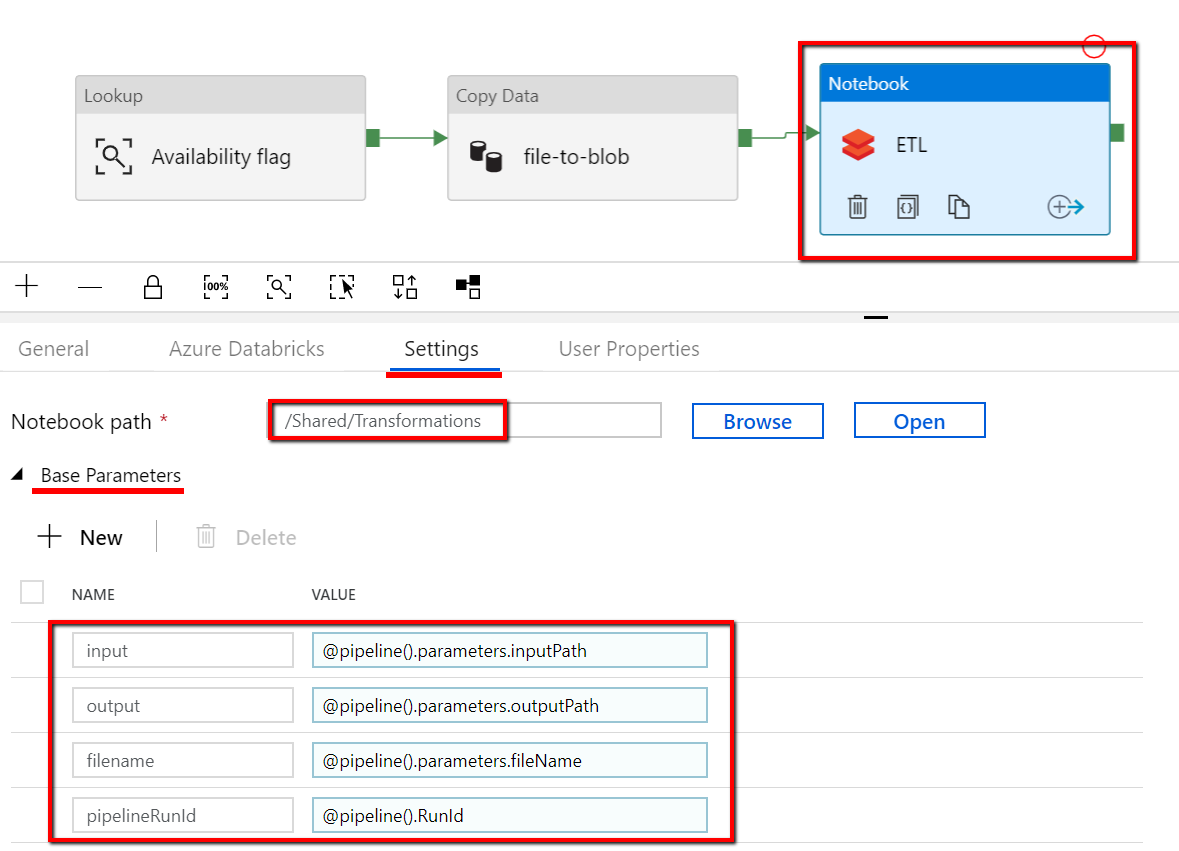 Lookup
Availability flag
Copy Data
file-to-blob
Notebook
ETL
100%
General
Azure Databricks
Settings
User Properties
Notebook path *
/Shared/Transformations
Browse
Open
Base Parameters
New
Delete
NAME
VALUE
input
@pipeline().parameters.inputPath
output
@pipeline().parameters.outputPath
filename
@pipeline().parameters.fileName
pipelineRunId
@pipeline().RunId